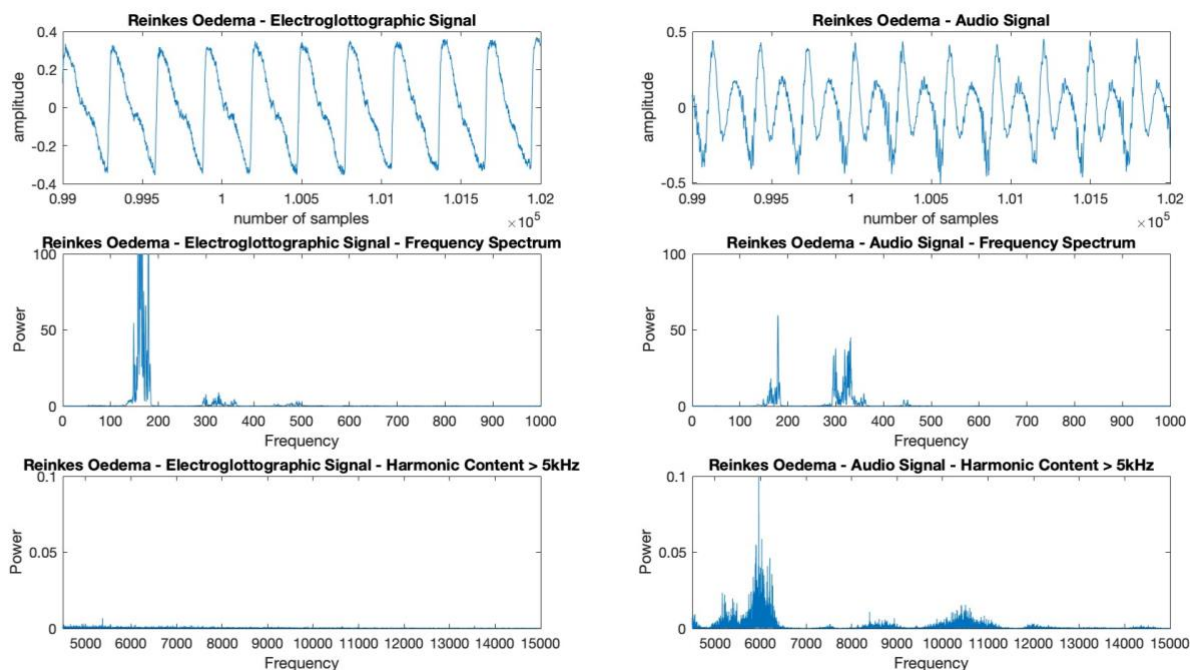 Reinkes Oedema - Electroglottographic Signal
0.4
0.2
0
-0.2
-0.4
amplitude
0.99 0.995 1 1.005 1.01 1.015 1.02
number of samples
×10⁵
Reinkes Oedema - Audio Signal
0.5
0
-0.5
amplitude
0.99 0.995 1 1.005 1.01 1.015 1.02
number of samples
×10⁵
Reinkes Oedema - Electroglottographic Signal - Frequency Spectrum
100
50
0
Power
0 100 200 300 400 500 600 700 800 900 1000
Frequency
Reinkes Oedema - Audio Signal - Frequency Spectrum
100
50
0
Power
0 100 200 300 400 500 600 700 800 900 1000
Frequency
Reinkes Oedema - Electroglottographic Signal - Harmonic Content > 5kHz
0.1
0.05
0
Power
5000 6000 7000 8000 9000 10000 11000 12000 13000 14000 15000
Frequency
Reinkes Oedema - Audio Signal - Harmonic Content > 5kHz
0.1
0.05
0
Power
5000 6000 7000 8000 9000 10000 11000 12000 13000 14000 15000
Frequency